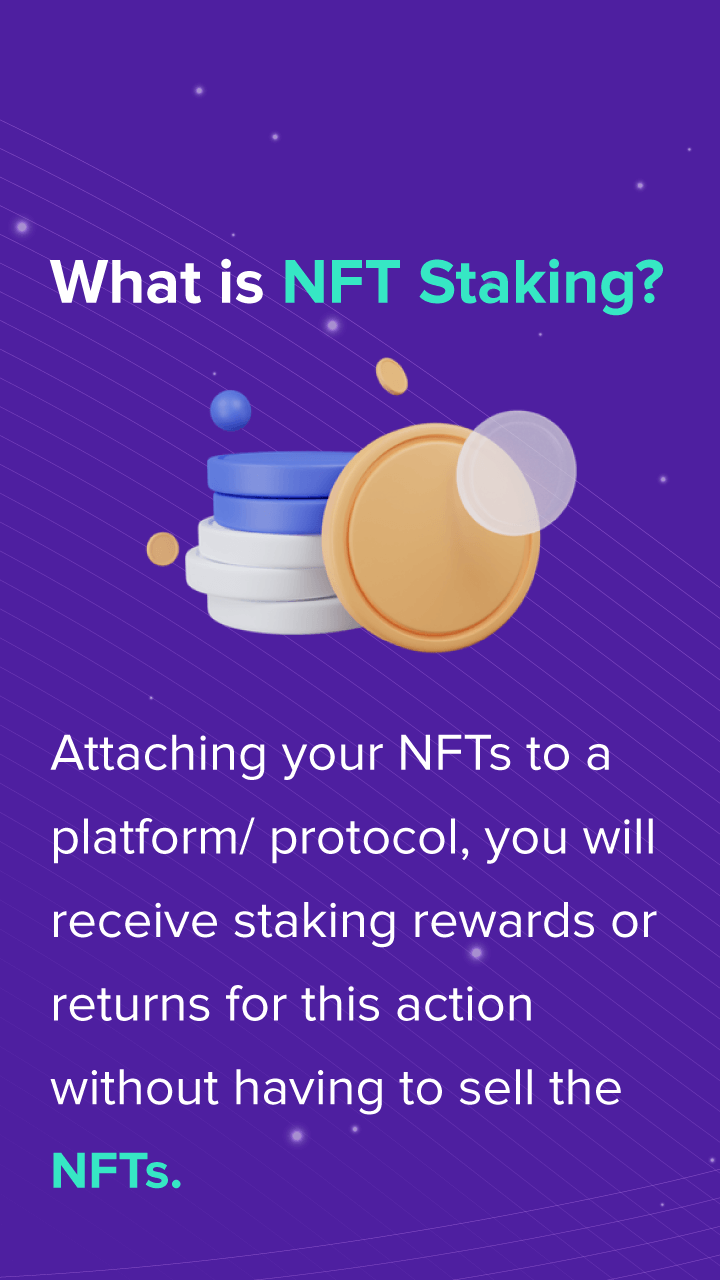 What is NFT Staking?
Attaching your NFTs to a
platform/ protocol, you will
receive staking rewards or
returns for this action
without having to sell the
NFTs.